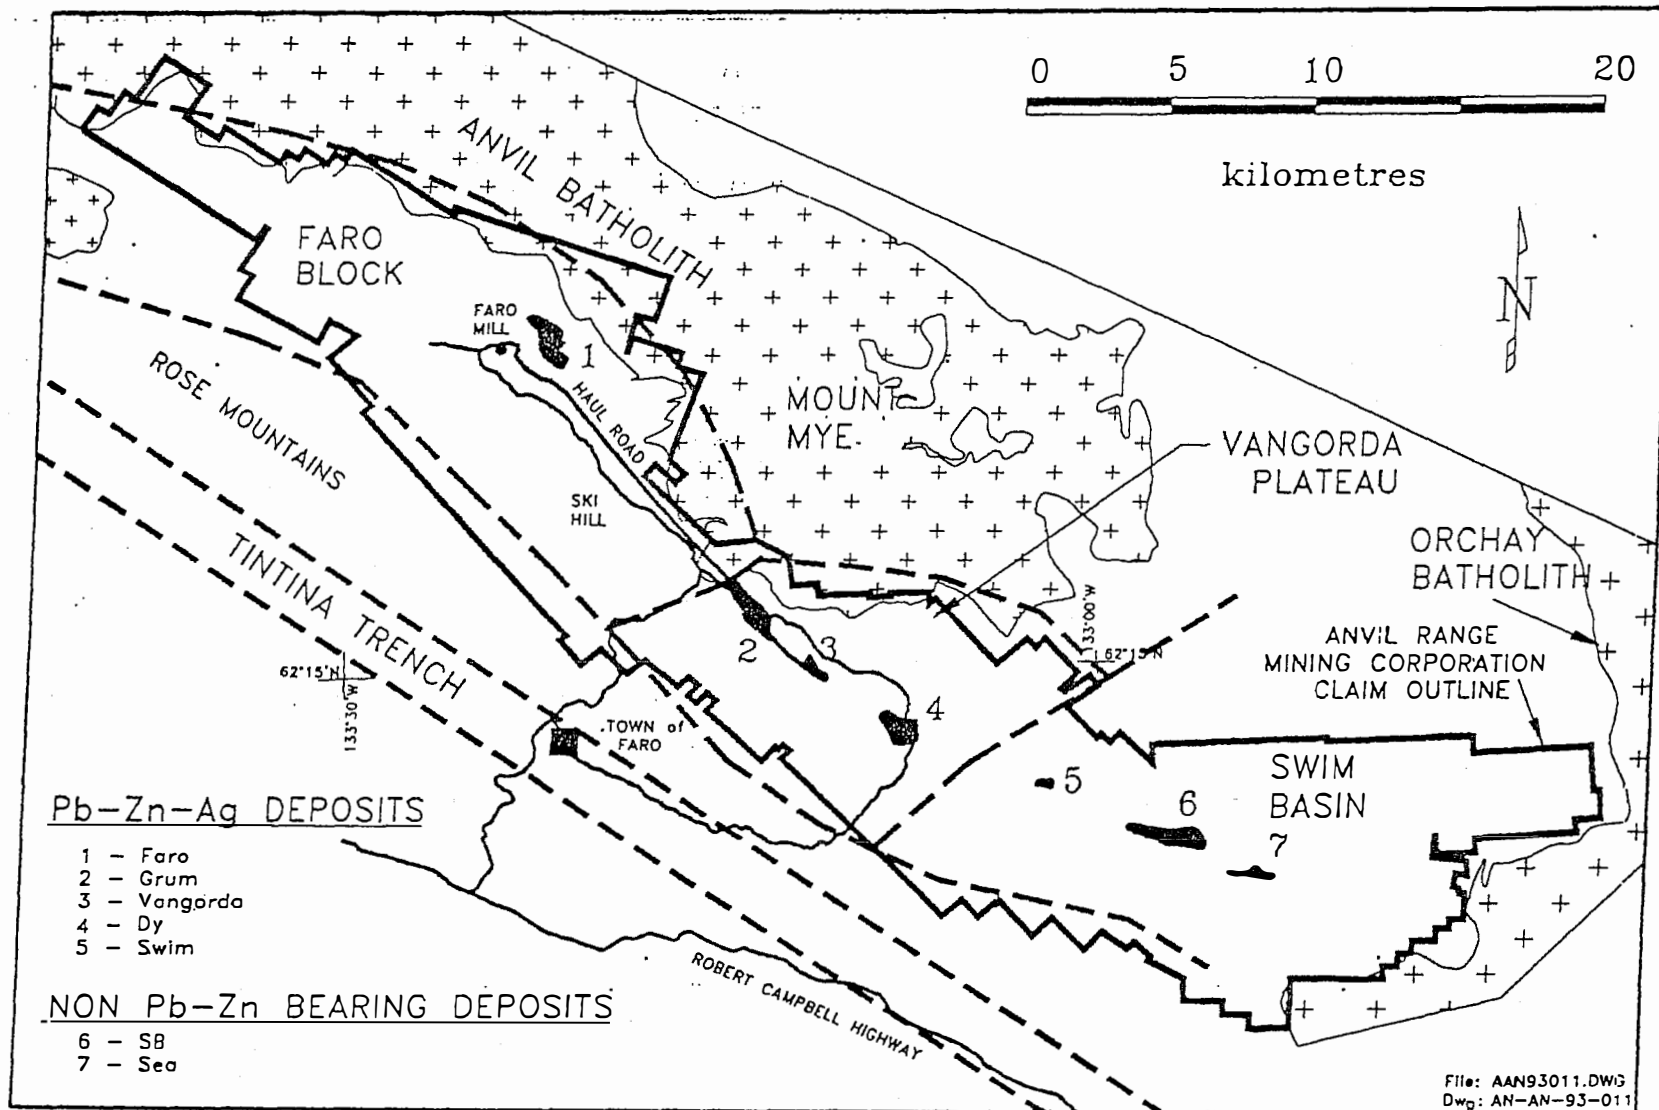 0 5 10 20
kilometres
N
ANVIL BATHOLITH
FARO
BLOCK
FARO
MILL
1
HAUL ROAD
ROSE MOUNTAINS
MOUNT
MYE
VANGORDA
PLATEAU
SKI
HILL
TINTINA TRENCH
ORCHAY
BATHOLITH
ANVIL RANGE
MINING CORPORATION
CLAIM OUTLINE
2
3
4
133°00'W
62°15'N
62°15'N
133°30'W
TOWN of
FARO
5
6
7
SWIM
BASIN
ROBERT CAMPBELL HIGHWAY
Pb-Zn-Ag DEPOSITS
1 - Faro
2 - Grum
3 - Vangorda
4 - Dy
5 - Swim
NON Pb-Zn BEARING DEPOSITS
6 - SB
7 - Sea
File: AAN93011.DWG
Dwg: AN-AN-93-011